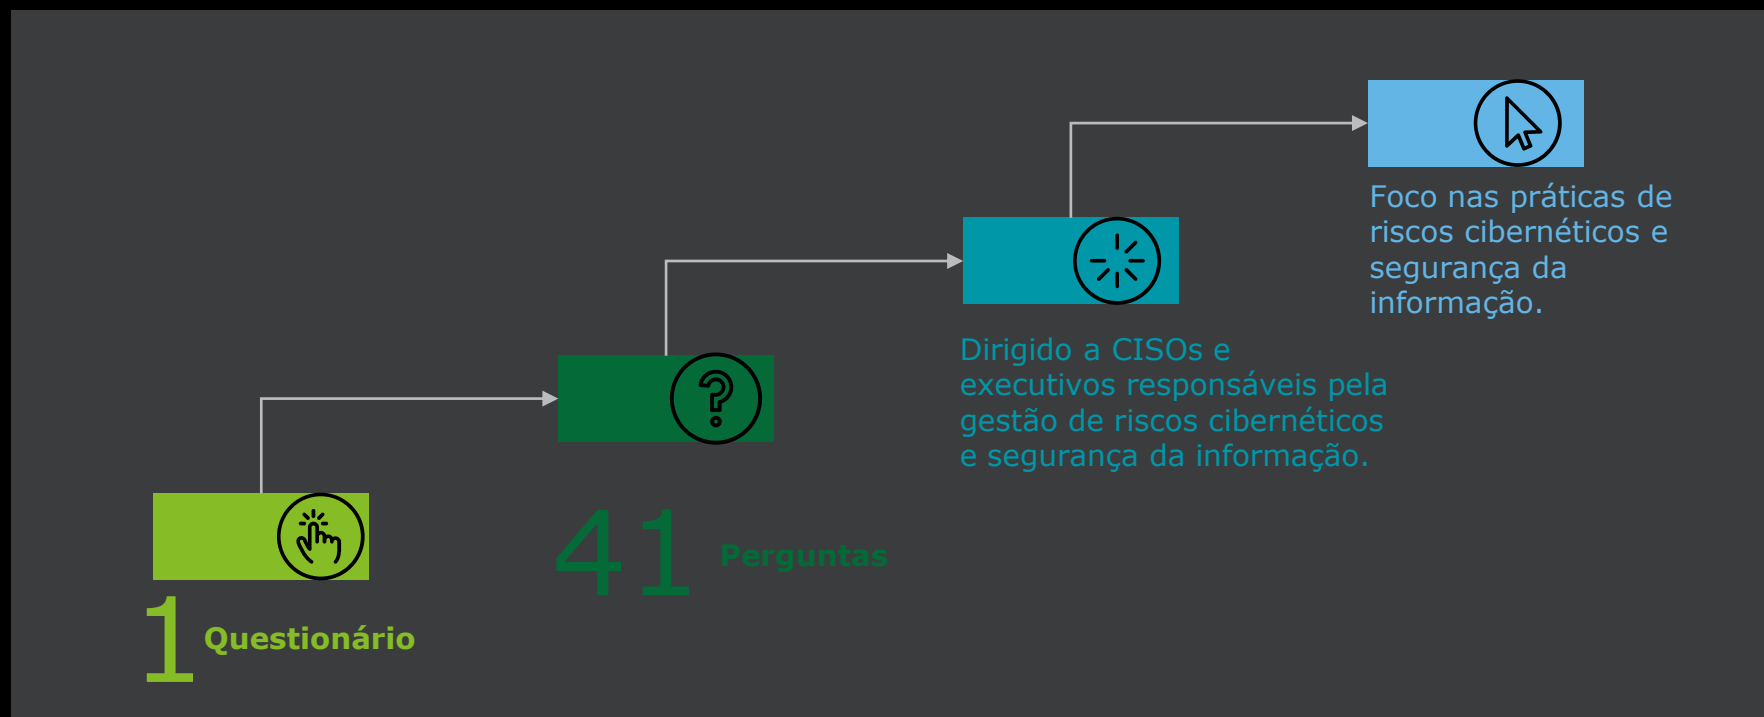 1 Questionário
41 Perguntas
Dirigido a CISOs e
executivos responsáveis pela
gestão de riscos cibernéticos
e segurança da informação.
Foco nas práticas de
riscos cibernéticos e
segurança da
informação.